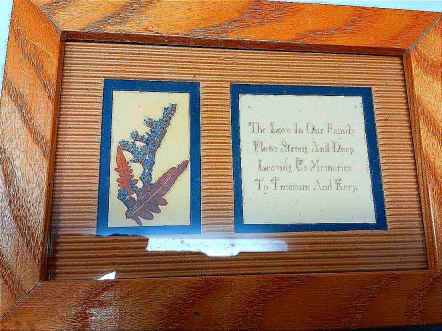 The Love In Our Family
Flows Strong And Deep
Leaving Us Memories
To Treasure And Keep